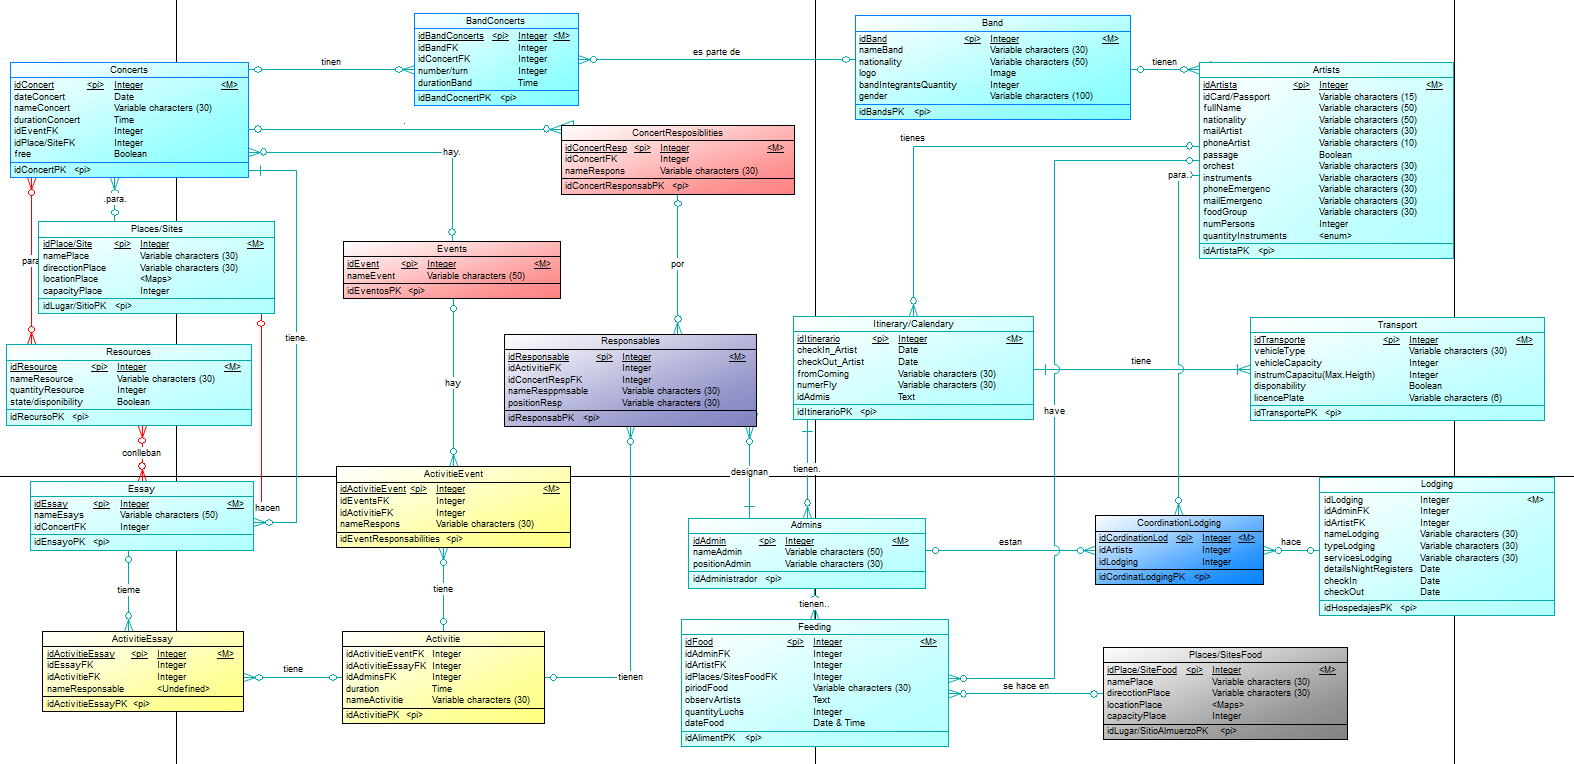 BandConcerts
idBandConcerts <pi> Integer <M>
idBandFK Integer
idConcertFK Integer
number/turn Integer
durationBand Time
idBandCocnertPK <pi>
Band
idBand <pi> Integer <M>
nameBand Variable characters (30)
nationality Variable characters (50)
logo Image
bandIntegrantsQuantity Integer
gender Variable characters (100)
idBandsPK <pi>
Concerts
idConcert <pi> Integer <M>
dateConcert Date
nameConcert Variable characters (30)
durationConcert Time
idEventFK Integer
idPlace/SiteFK Integer
free Boolean
idConcertPK <pi>
tinen
es parte de
tienen
Artists
idArtista <pi> Integer <M>
idCard/Passport Variable characters (15)
fullName Variable characters (50)
nationality Variable characters (50)
mailArtist Variable characters (30)
phoneArtist Variable characters (10)
passage Boolean
orchest Variable characters (30)
instruments Variable characters (30)
phoneEmergenc Variable characters (30)
mailEmergenc Variable characters (30)
foodGroup Variable characters (30)
numPersons Integer
quantityInstruments <enum>
idArtistaPK <pi>
.
ConcertResposiblities
idConcertResp <pi> Integer <M>
idConcertFK Integer
nameRespons Variable characters (30)
idConcertResponsabPK <pi>
hay.
tienes
para.
.para.
Places/Sites
idPlace/Site <pi> Integer <M>
namePlace Variable characters (30)
direcctionPlace Variable characters (30)
locationPlace <Maps>
capacityPlace Integer
idLugar/SitioPK <pi>
para
Events
idEvent <pi> Integer <M>
nameEvent Variable characters (50)
idEventosPK <pi>
por
tiene.
Resources
idResource <pi> Integer <M>
nameResource Variable characters (30)
quantityResource Integer
state/disponibility Boolean
idRecursoPK <pi>
Responsables
idResponsable <pi> Integer <M>
idActivitieFK Integer
idConcertRespFK Integer
nameResppmsable Variable characters (30)
positionResp Variable characters (30)
idResponsabPK <pi>
Itinerary/Calendary
idItinerario <pi> Integer <M>
checkIn_Artist Date
checkOut_Artist Date
fromComing Variable characters (30)
numerFly Variable characters (30)
idAdmis Text
idItinerarioPK <pi>
tiene
Transport
idTransporte <pi> Integer <M>
vehicleType Variable characters (30)
vehicleCapacity Integer
instrumCapacitu(Max.Heigth) Integer
disponability Boolean
licencePlate Variable characters (6)
idTransportePK <pi>
hay
have
conlleban
designan
tienen.
Essay
idEssay <pi> Integer <M>
nameEsays Variable characters (50)
idConcertFK Integer
idEnsayoPK <pi>
hacen
ActivitieEvent
idActivitieEvent <pi> Integer <M>
idEventsFK Integer
idActivitieFK Integer
nameRespons Variable characters (30)
idEventResponsabilities <pi>
Admins
idAdmin <pi> Integer <M>
nameAdmin Variable characters (50)
positionAdmin Variable characters (30)
idAdministrador <pi>
estan
CoordinationLodging
idCordinationLod <pi> Integer <M>
idArtists Integer
idLodging Integer
idCordinatLodgingPK <pi>
hace
Lodging
idLodging Integer <M>
idAdminFK Integer
idArtistFK Integer
nameLodging Variable characters (30)
typeLodging Variable characters (30)
servicesLodging Variable characters (30)
detailsNightRegisters Date
checkIn Date
checkOut Date
idHospedajesPK <pi>
tieme
tiene
tienen..
ActivitieEssay
idActivitieEssay <pi> Integer <M>
idEssayFK Integer
idActivitieFK Integer
nameResponsable <Undefined>
idActivitieEssayPK <pi>
tiene
Activitie
idActivitieEventFK Integer
idActivitieEssayFK Integer
idAdminsFK Integer
duration Time
nameActivitie Variable characters (30)
idActivitiePK <pi>
tienen
Feeding
idFood <pi> Integer <M>
idAdminFK Integer
idArtistFK Integer
idPlaces/SitesFoodFK Integer
piriodFood Variable characters (30)
observArtists Text
quantityLuchs Integer
dateFood Date & Time
idAlimentPK <pi>
se hace en
Places/SitesFood
idPlace/SiteFood <pi> Integer <M>
namePlace Variable characters (30)
direcctionPlace Variable characters (30)
locationPlace <Maps>
capacityPlace Integer
idLugar/SitioAlmuerzoPK <pi>